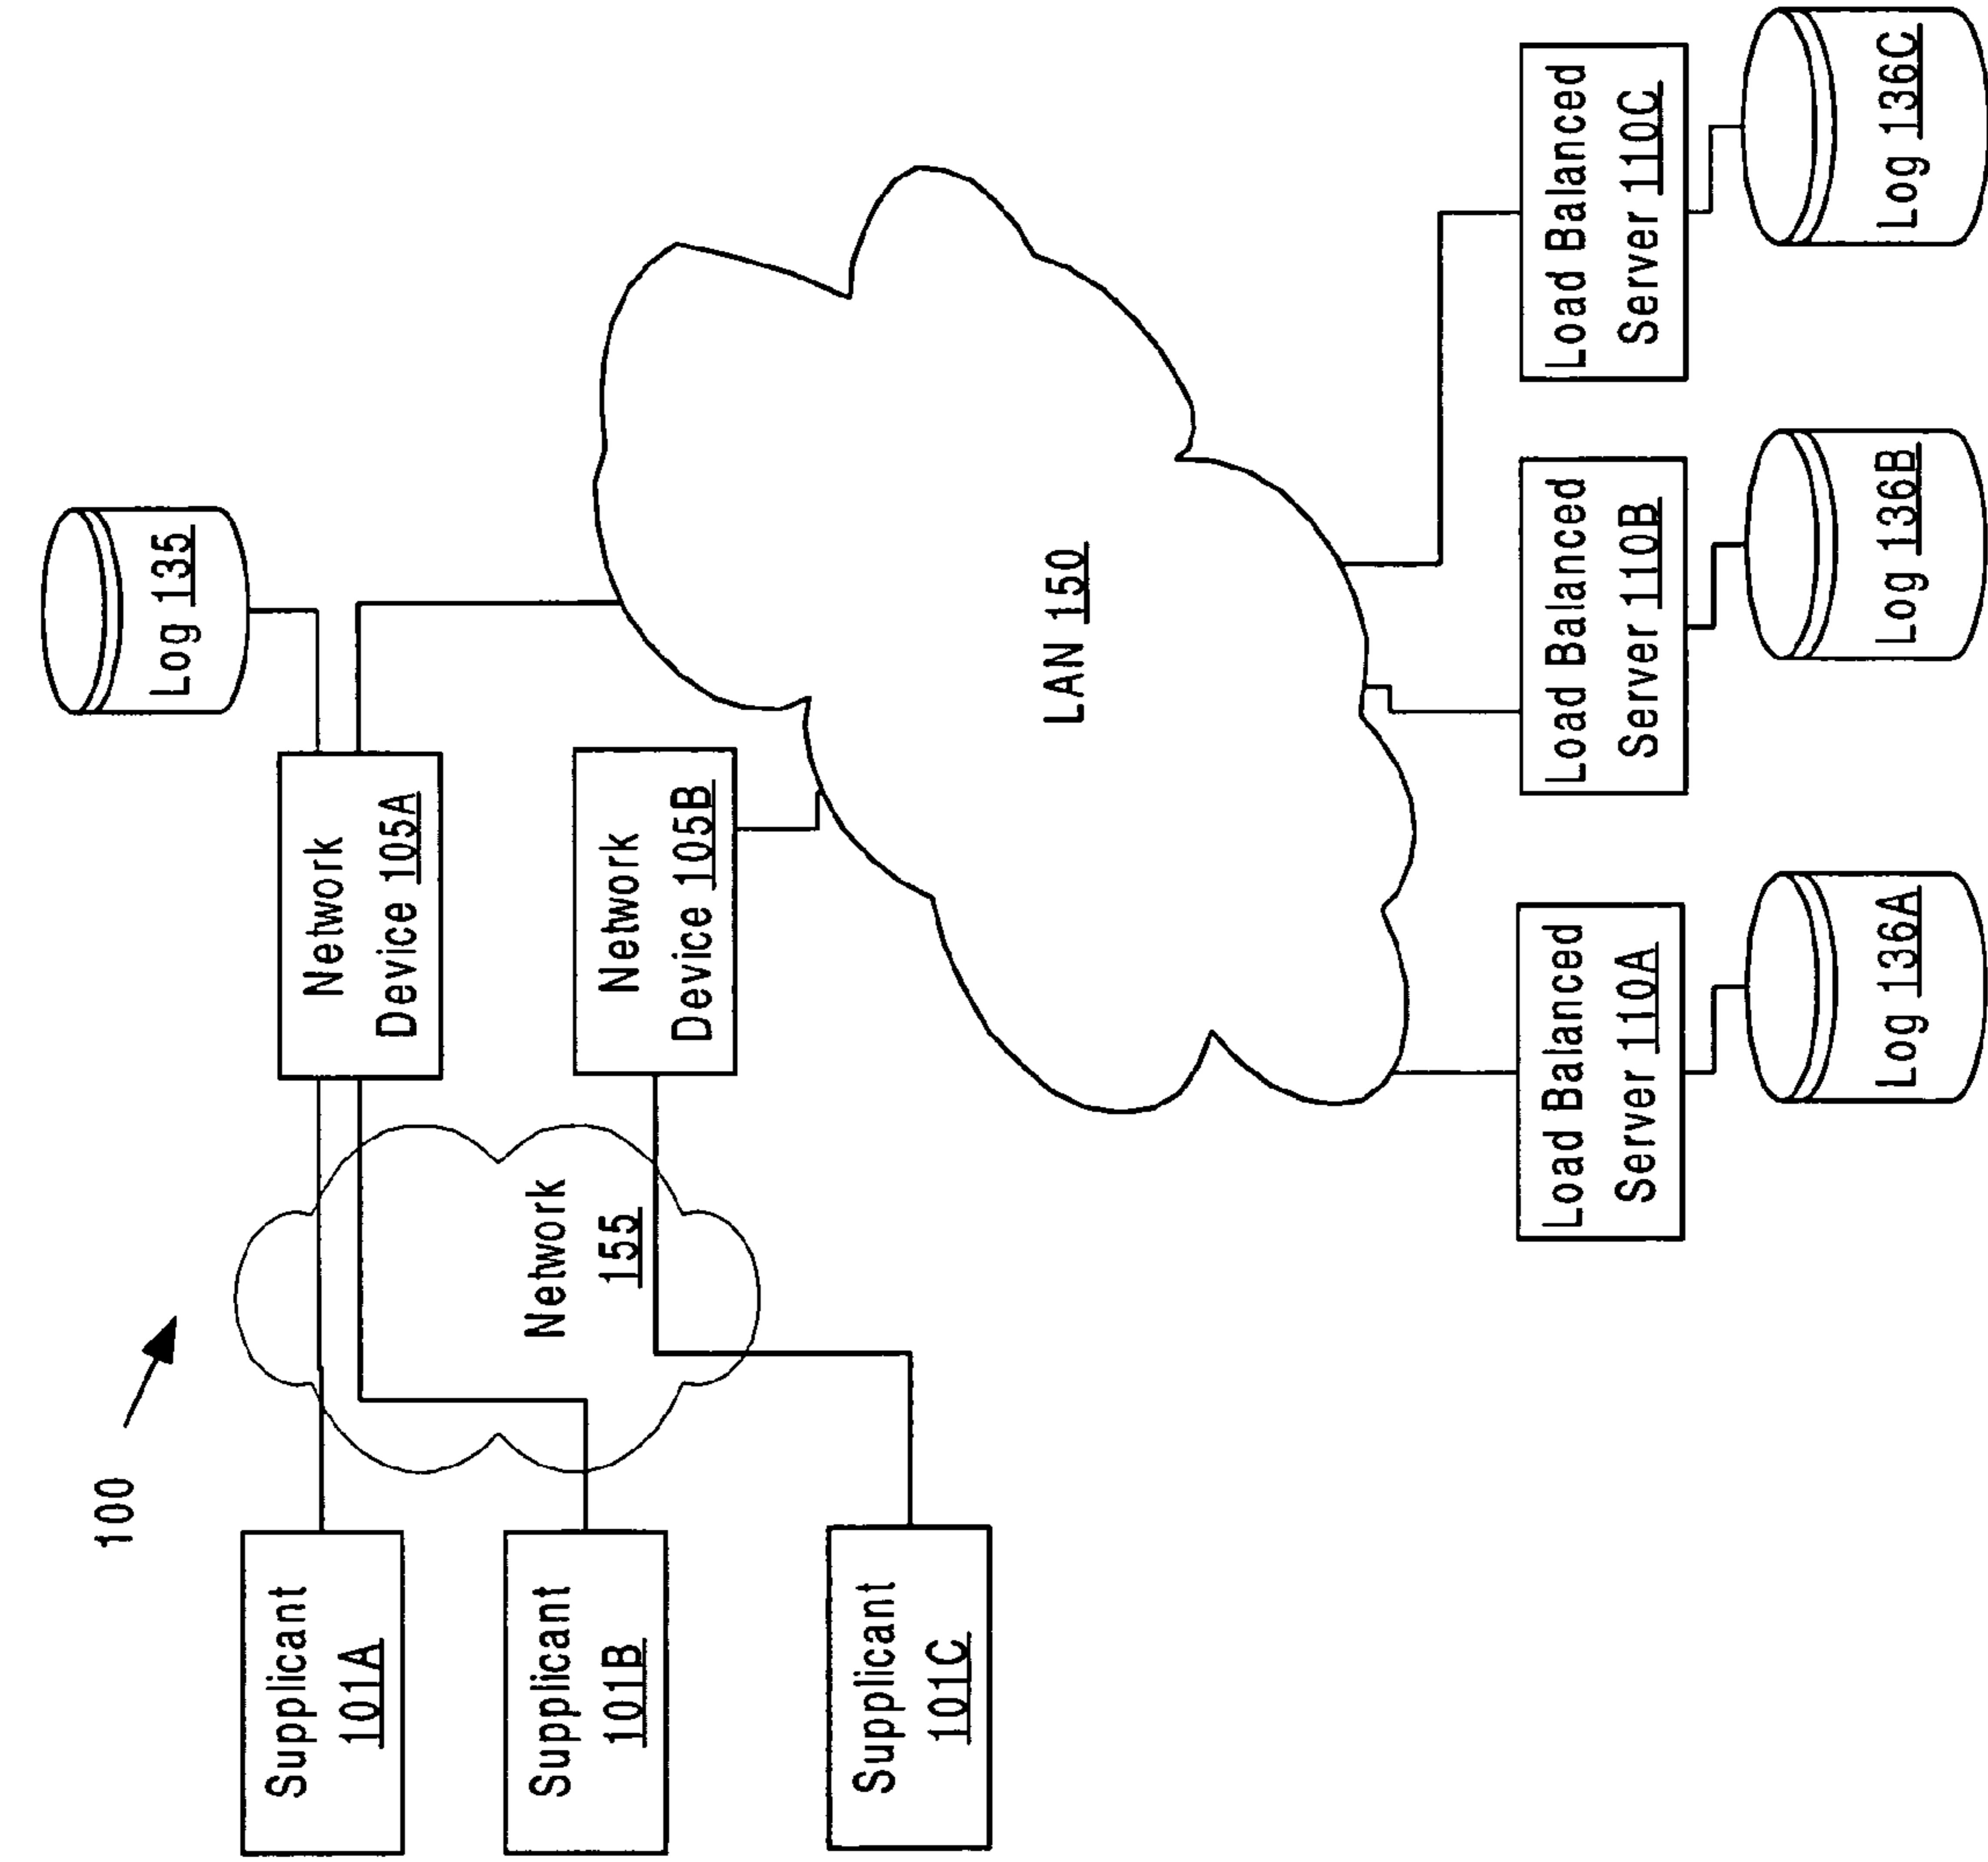 100
Supplicant
101A
Supplicant
101B
Supplicant
101C
Network
155
Network
Device 105A
Network
Device 105B
Log 135
LAN 150
Load Balanced
Server 110A
Load Balanced
Server 110B
Load Balanced
Server 110C
Log 136A
Log 136B
Log 136C